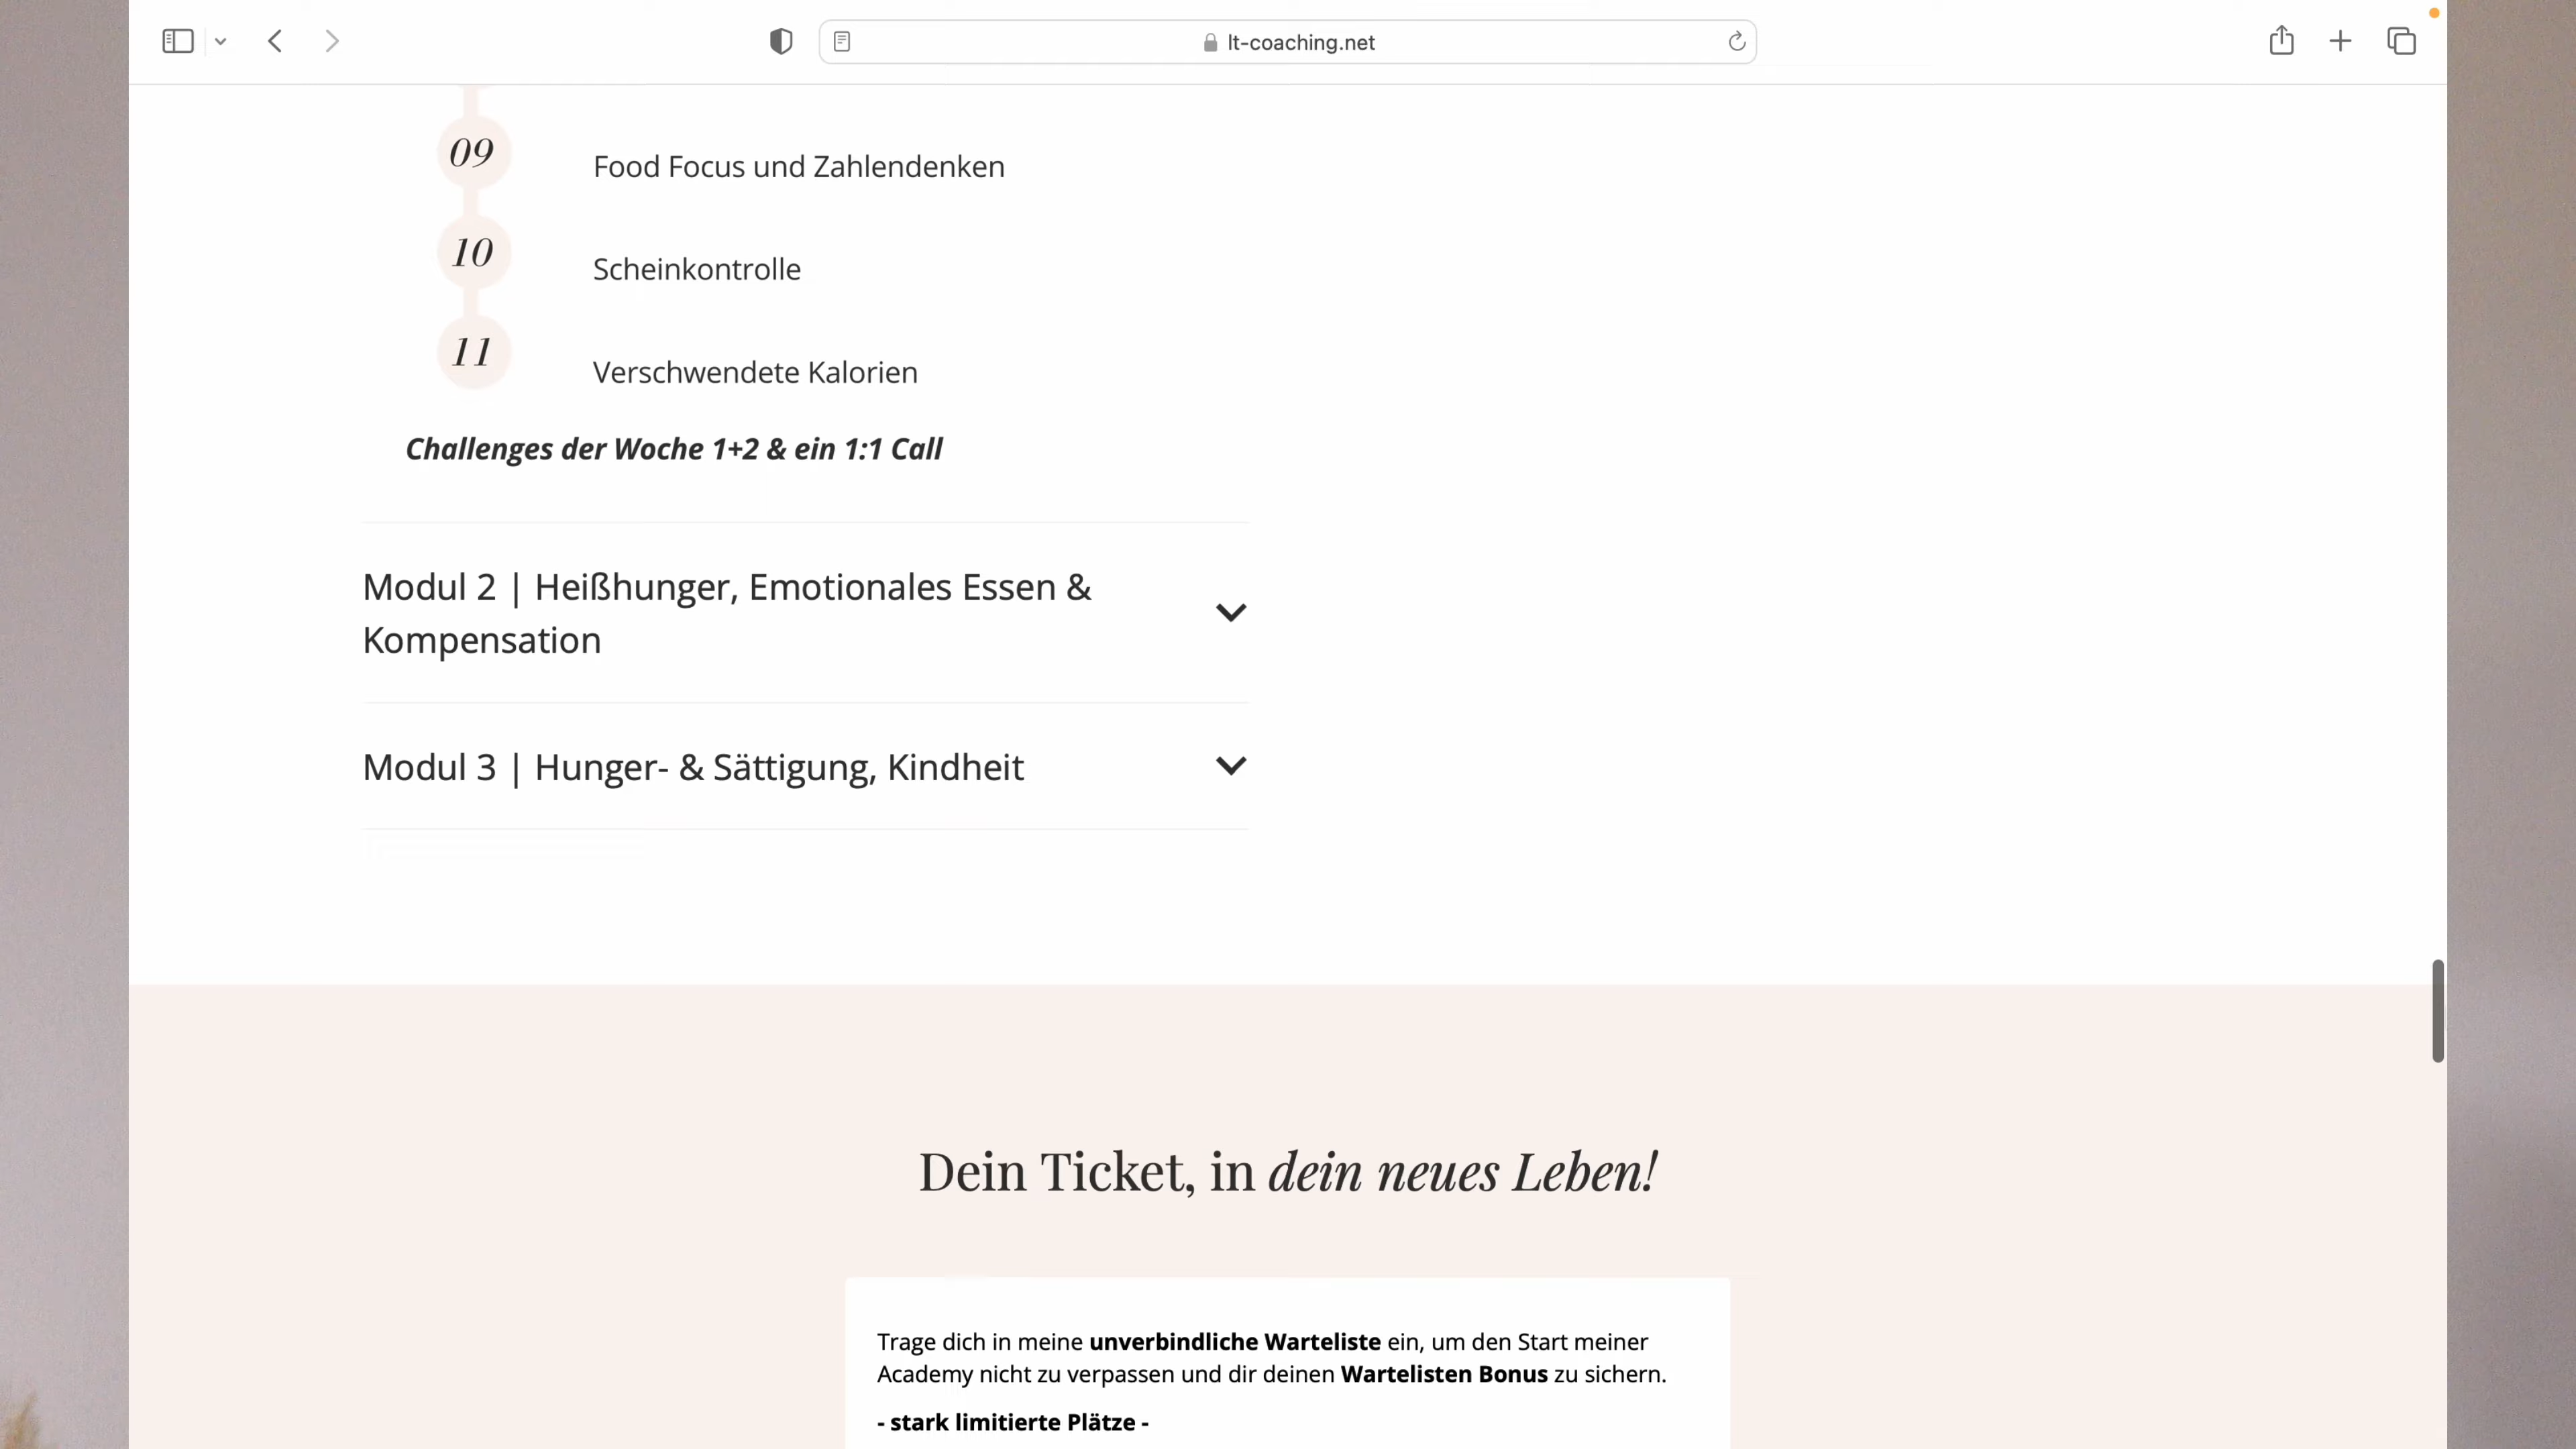 lt-coaching.net
09
Food Focus und Zahlendenken
10
Scheinkontrolle
11
Verschwendete Kalorien
Challenges der Woche 1+2 & ein 1:1 Call
Modul 2 | Heißhunger, Emotionales Essen &
Kompensation
Modul 3 | Hunger- & Sättigung, Kindheit
Dein Ticket, in dein neues Leben!
Trage dich in meine unverbindliche Warteliste ein, um den Start meiner
Academy nicht zu verpassen und dir deinen Wartelisten Bonus zu sichern.
- stark limitierte Plätze -